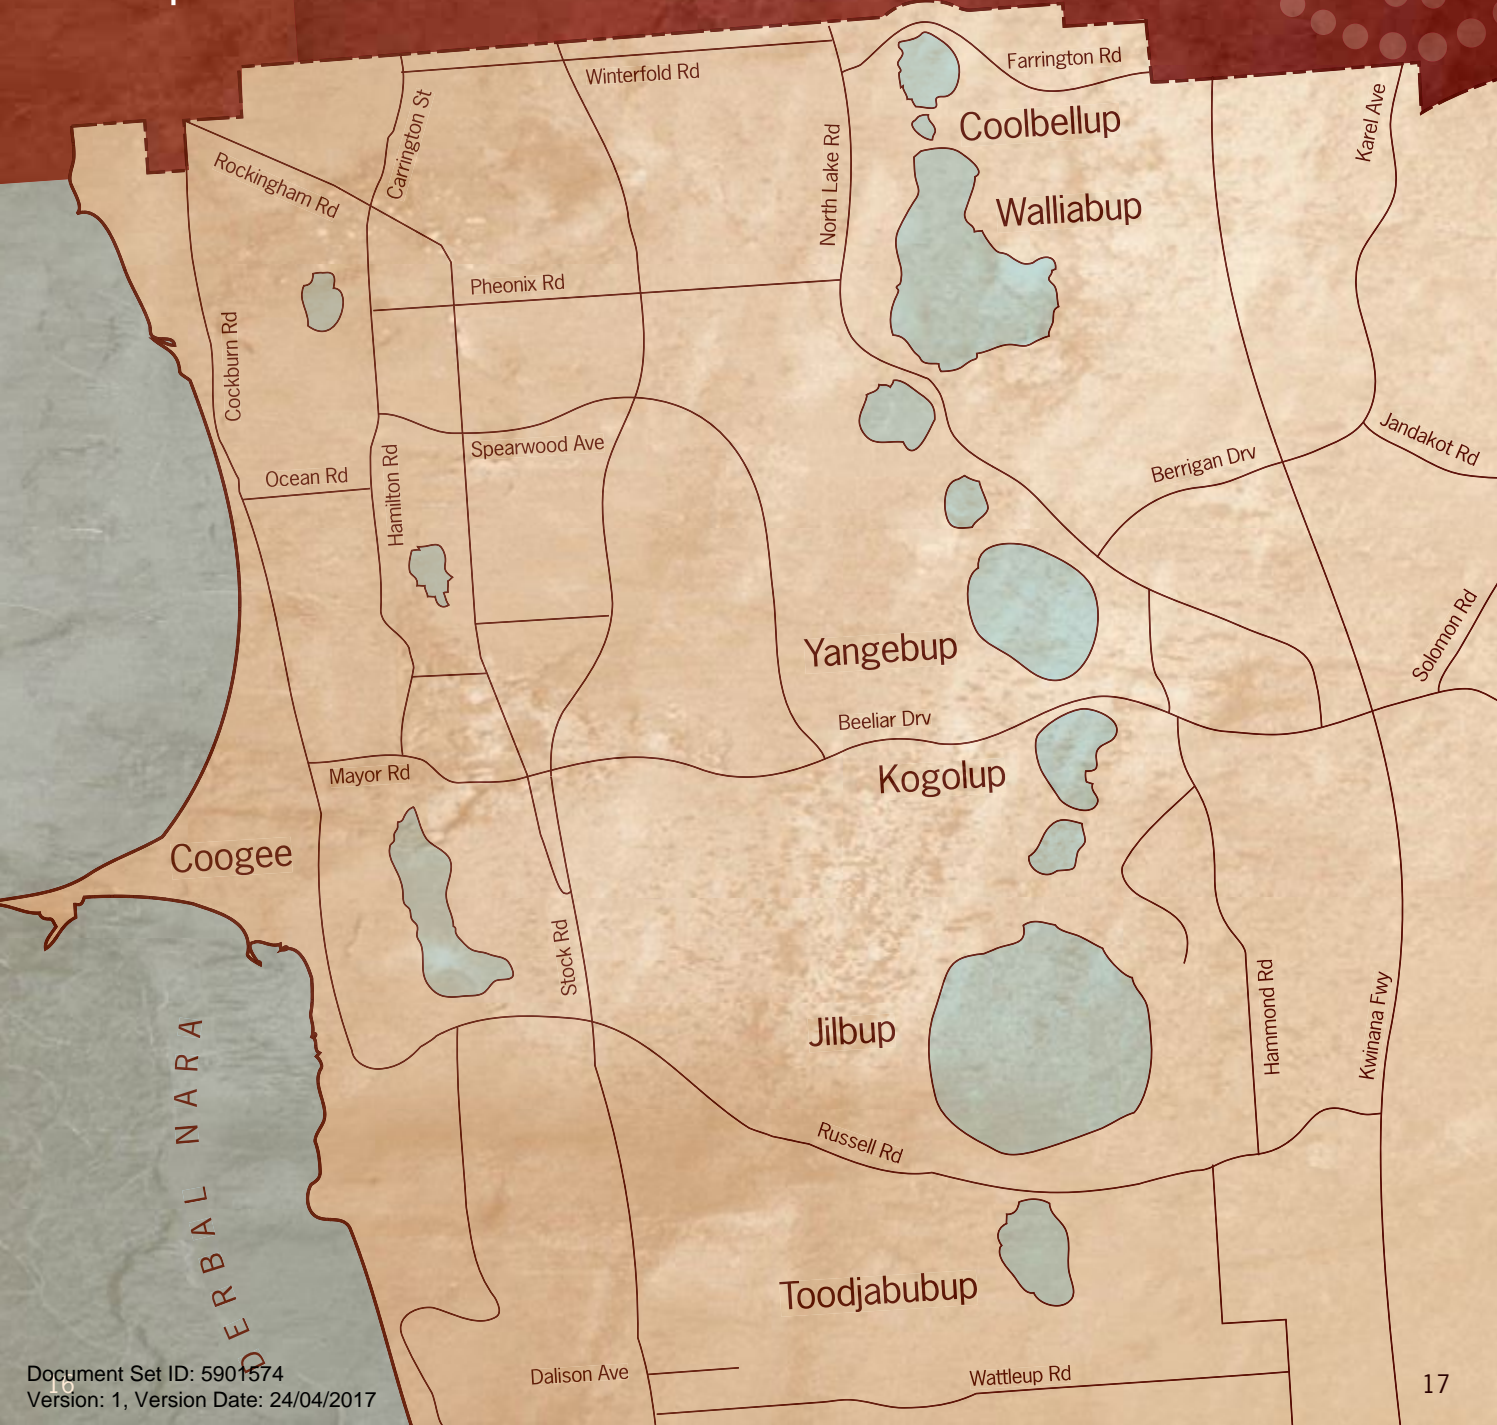 Winterfold Rd
Farrington Rd
Carrington St
Rockingham Rd
North Lake Rd
Coolbellup
Karel Ave
Walliabup
Pheonix Rd
Cockburn Rd
Spearwood Ave
Hamilton Rd
Ocean Rd
Berrigan Drv
Jandakot Rd
Solomon Rd
Yangebup
Beeliar Drv
Mayor Rd
Kogolup
Coogee
Stock Rd
Hammond Rd
Kwinana Fwy
Jilbup
DERBAL NARA
Russell Rd
Toodjabubup
Dalison Ave
Wattleup Rd
Document Set ID: 5901574
16
Version: 1, Version Date: 24/04/2017
17